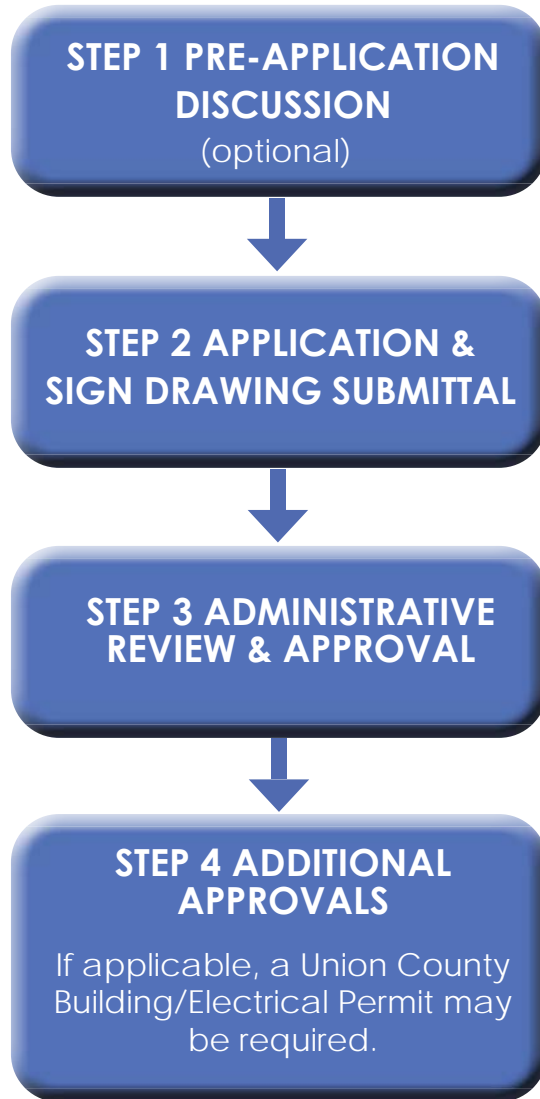 STEP 1 PRE-APPLICATION
DISCUSSION
(optional)
STEP 2 APPLICATION &
SIGN DRAWING SUBMITTAL
STEP 3 ADMINISTRATIVE
REVIEW & APPROVAL
STEP 4 ADDITIONAL
APPROVALS
If applicable, a Union County
Building/Electrical Permit may
be required.